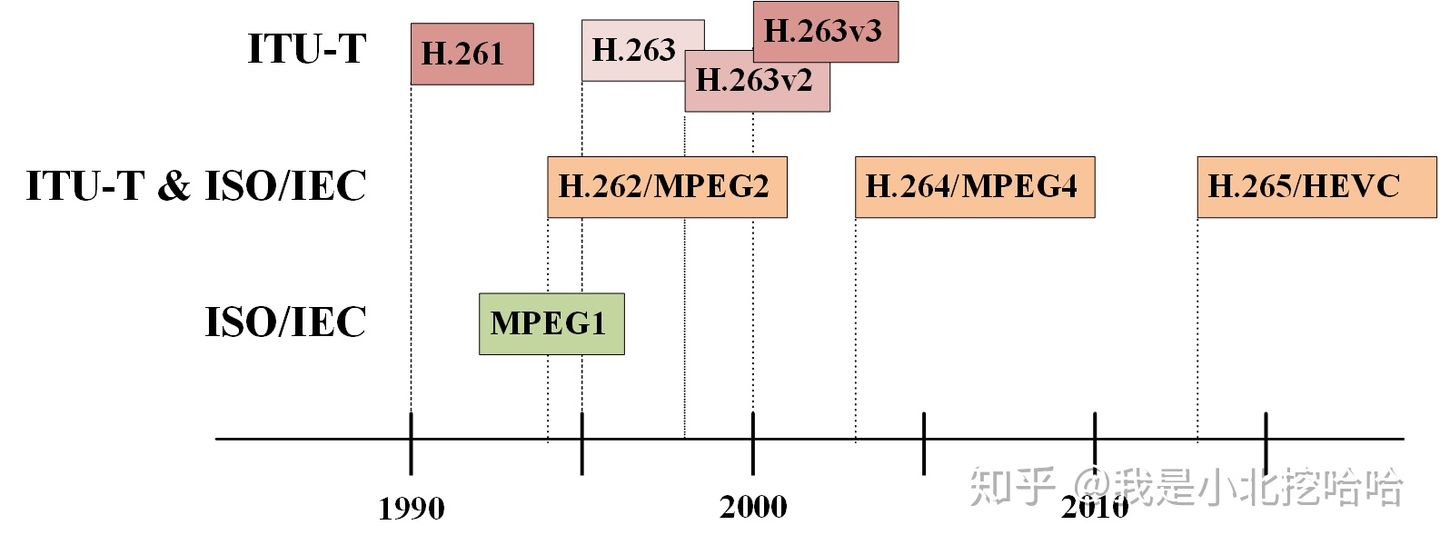 ITU-T
H.261
H.263
H.263v2
H.263v3
ITU-T & ISO/IEC
H.262/MPEG2
H.264/MPEG4
H.265/HEVC
ISO/IEC
MPEG1
1990
2000
2010
知乎 @我是小北挖哈哈